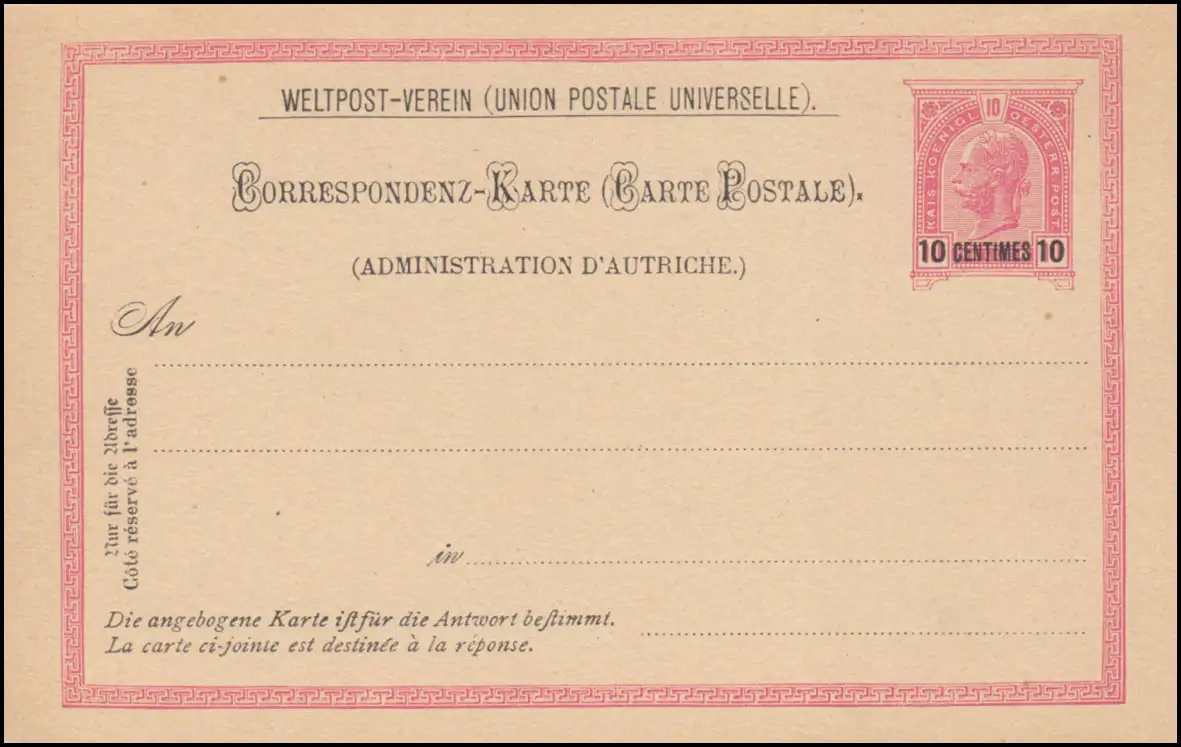 WELTPOST-VEREIN (UNION POSTALE UNIVERSELLE).
CORRESPONDENZ-KARTE (CARTE POSTALE).
(ADMINISTRATION D'AUTRICHE.)
10
KAIS. KOENIGL. OESTERR. POST
10 CENTIMES 10
An
Nur für die Adresse
Côté réservé à l'adresse
in
Die angebogene Karte iſt für die Antwort beſtimmt.
La carte ci-jointe est destinée à la réponse.